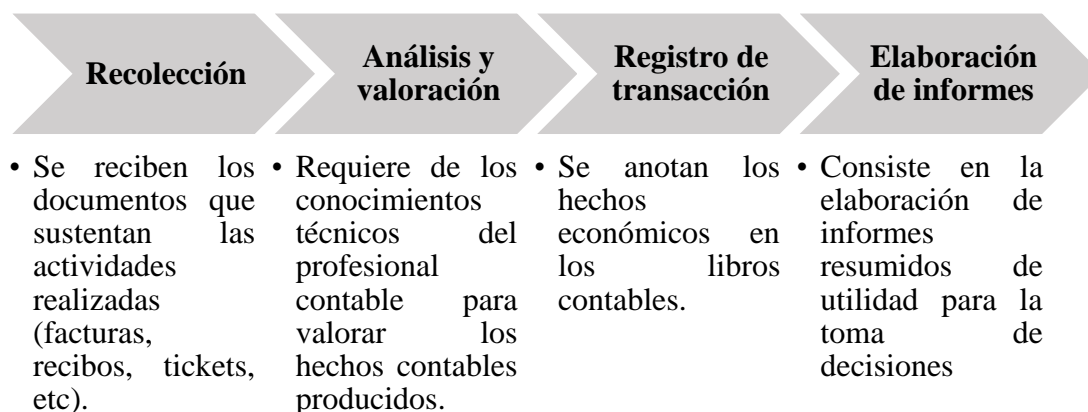 Recolección
Análisis y
valoración
Registro de
transacción
Elaboración
de informes
• Se reciben los
documentos que
sustentan las
actividades
realizadas
(facturas,
recibos, tickets,
etc).
• Requiere de los
conocimientos
técnicos del
profesional
contable para
valorar los
hechos contables
producidos.
• Se anotan los
hechos
económicos en
los libros
contables.
• Consiste en la
elaboración de
informes
resumidos de
utilidad para la
toma de
decisiones